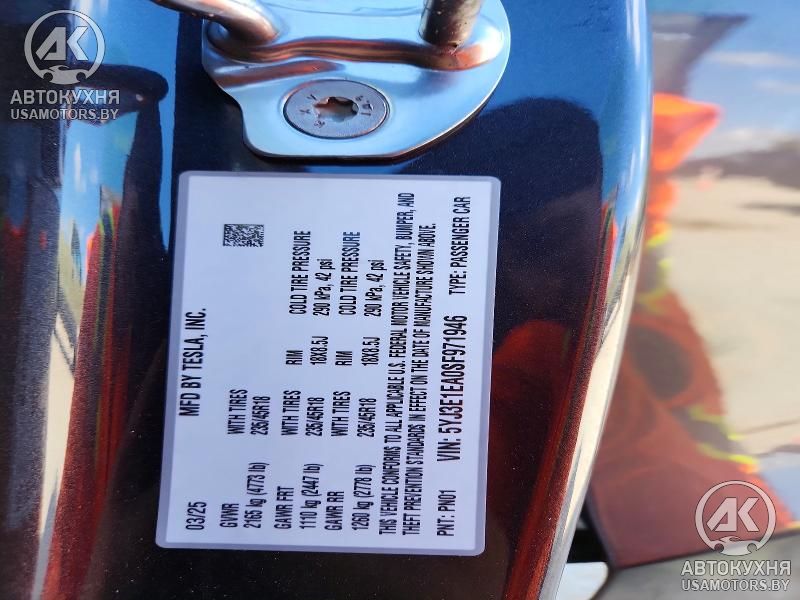 АК
АВТОКУХНЯ
USAMOTORS.BY
MFD BY TESLA, INC.
03/25
GVWR WITH TIRES
2165 kg (4773 lb) 235/45R18
GAWR FRT WITH TIRES RIM COLD TIRE PRESSURE
1110 kg (2447 lb) 235/45R18 18X8.5J 290 kPa, 42 psi
GAWR RR WITH TIRES RIM COLD TIRE PRESSURE
1260 kg (2778 lb) 235/45R18 18X8.5J 290 kPa, 42 psi
THIS VEHICLE CONFORMS TO ALL APPLICABLE U.S. FEDERAL MOTOR VEHICLE SAFETY, BUMPER, AND
THEFT PREVENTION STANDARDS IN EFFECT ON THE DATE OF MANUFACTURE SHOWN ABOVE.
PNT: PN01 VIN: 5YJ3E1EA0SF971946 TYPE: PASSENGER CAR
АК
АВТОКУХНЯ
USAMOTORS.BY